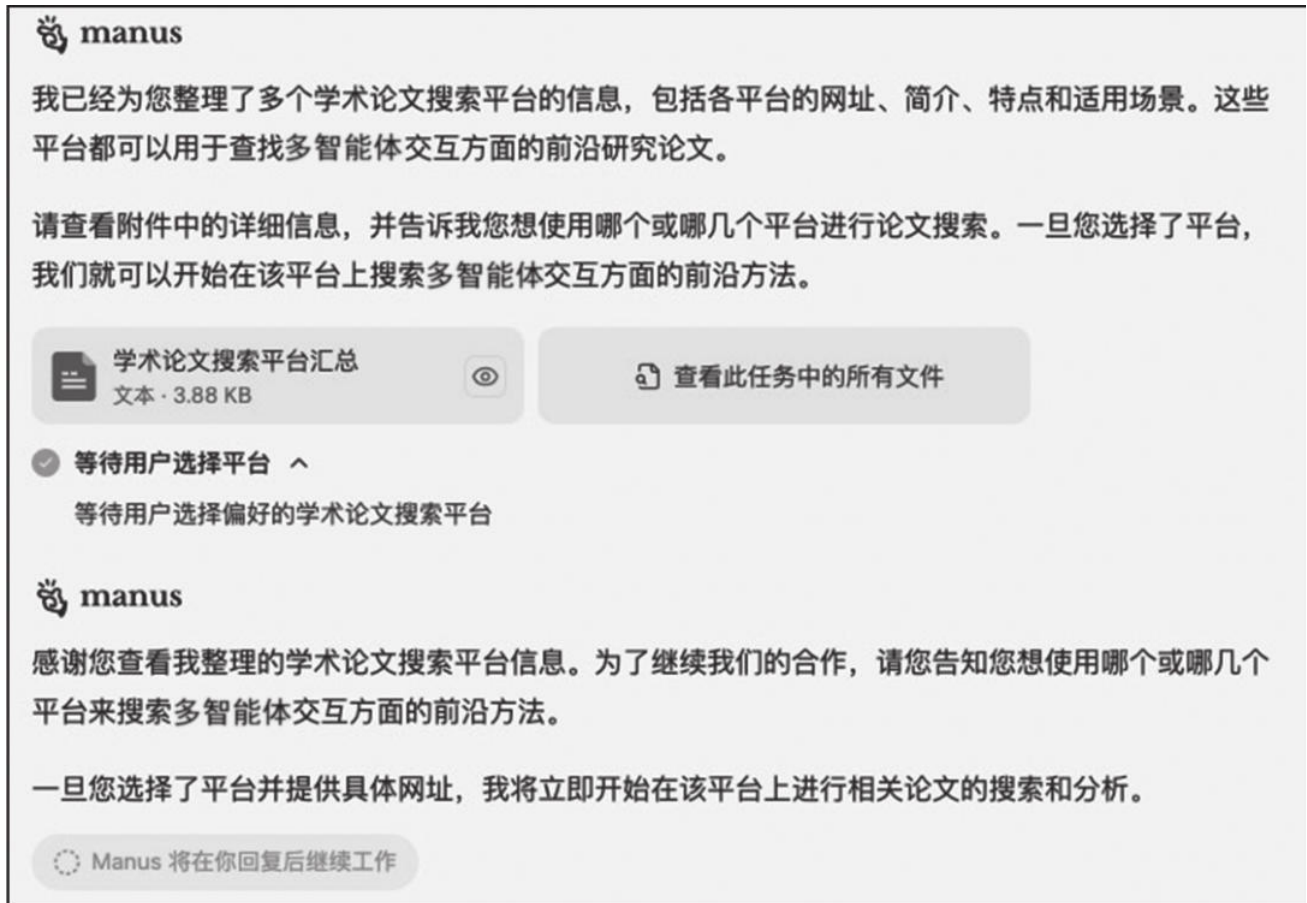 manus
我已经为您整理了多个学术论文搜索平台的信息，包括各平台的网址、简介、特点和适用场景。这些
平台都可以用于查找多智能体交互方面的前沿研究论文。
请查看附件中的详细信息，并告诉我您想使用哪个或哪几个平台进行论文搜索。一旦您选择了平台，
我们就可以开始在该平台上搜索多智能体交互方面的前沿方法。
学术论文搜索平台汇总
文本 · 3.88 KB
查看此任务中的所有文件
等待用户选择平台
等待用户选择偏好的学术论文搜索平台
manus
感谢您查看我整理的学术论文搜索平台信息。为了继续我们的合作，请您告知您想使用哪个或哪几个
平台来搜索多智能体交互方面的前沿方法。
一旦您选择了平台并提供具体网址，我将立即开始在该平台上进行相关论文的搜索和分析。
Manus 将在你回复后继续工作